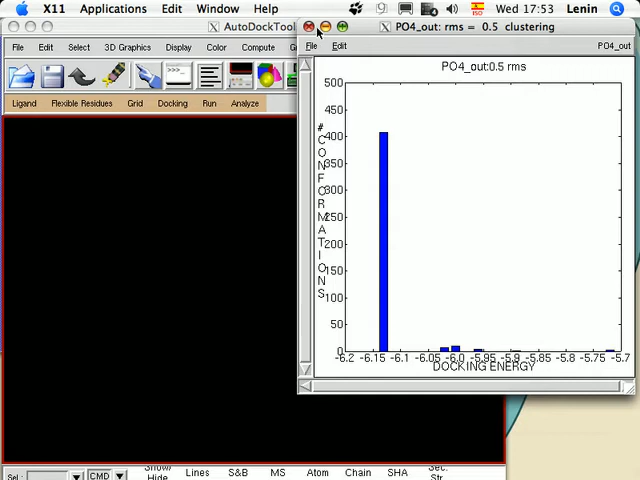 X11 Applications Edit Window Help ISO Wed 17:53 Lenin
AutoDockTool
File Edit Select 3D Graphics Display Color Compute
Ligand Flexible Residues Grid Docking Run Analyze
PO4_out: rms = 0.5 clustering
File Edit PO4_out
PO4_out:0.5 rms
#CONFORMATIONS
500
450
400
350
300
250
200
150
100
50
0
-6.2 -6.15 -6.1 -6.05 -6.0 -5.95 -5.9 -5.85 -5.8 -5.75 -5.7
DOCKING ENERGY
Sel.: CMD Show/ Lines S&B MS Atom Chain SHA Sec.
Hide Str.